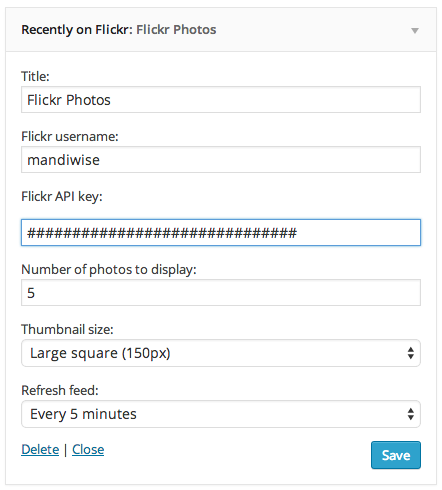 Recently on Flickr: Flickr Photos
Title:
Flickr Photos
Flickr username:
mandiwise
Flickr API key:
##############################
Number of photos to display:
5
Thumbnail size:
Large square (150px)
Refresh feed:
Every 5 minutes
Delete | Close
Save